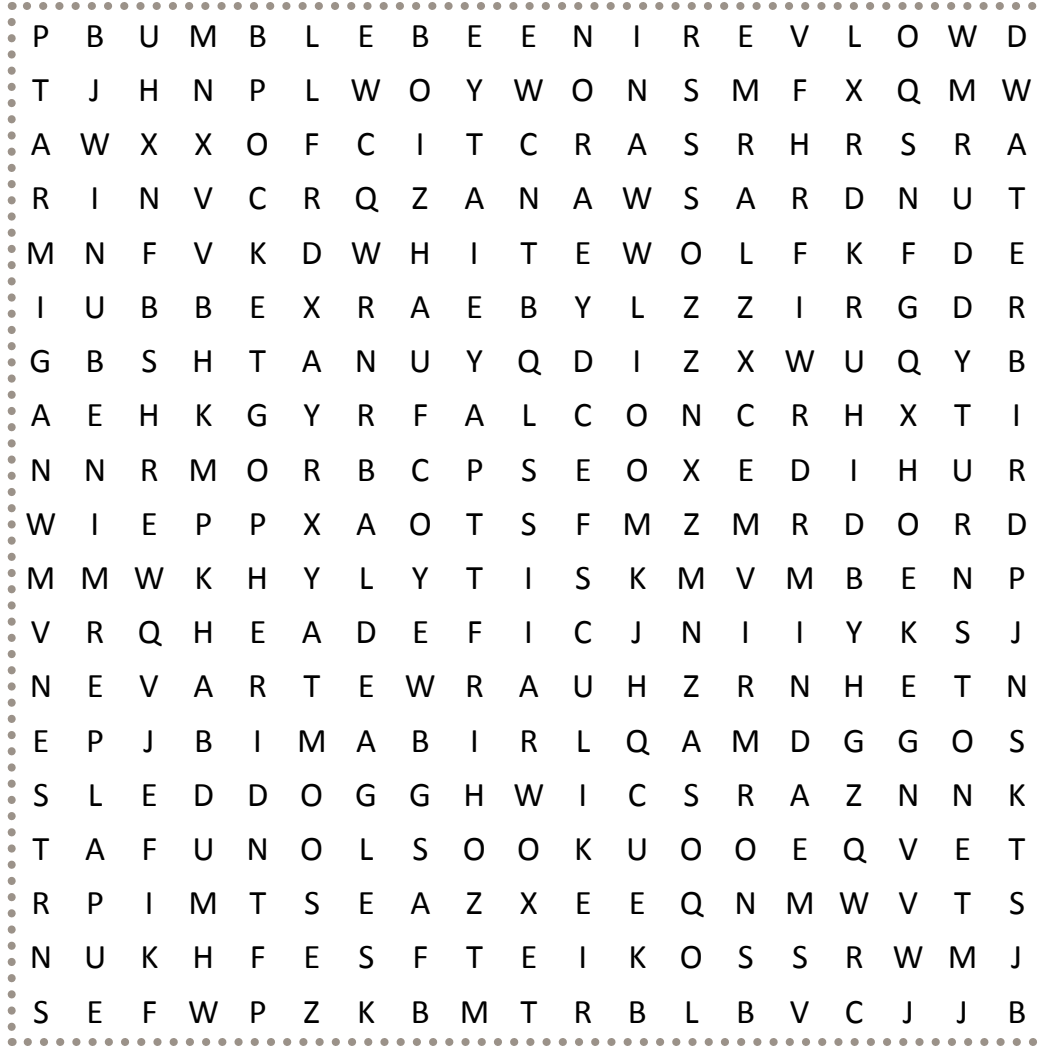 P B U M B L E B E E N I R E V L O W D
T J H N P L W O Y W O N S M F X Q M W
A W X X O F C I T C R A S R H R S R A
R I N V C R Q Z A N A W S A R D N U T
M N F V K D W H I T E W O L F K F D E
I U B B E X R A E B Y L Z Z I R G D R
G B S H T A N U Y Q D I Z X W U Q Y B
A E H K G Y R F A L C O N C R H X T I
N N R M O R B C P S E O X E D I H U R
W I E P P X A O T S F M Z M R D O R D
M M W K H Y L Y T I S K M V M B E N P
V R Q H E A D E F I C J N I I Y K S J
N E V A R T E W R A U H Z R N H E T N
E P J B I M A B I R L Q A M D G G O S
S L E D D O G G H W I C S R A Z N N K
T A F U N O L S O O K U O O E Q V E T
R P I M T S E A Z X E E Q N M W V T S
N U K H F E S F T E I K O S S R W M J
S E F W P Z K B M T R B L B V C J J B